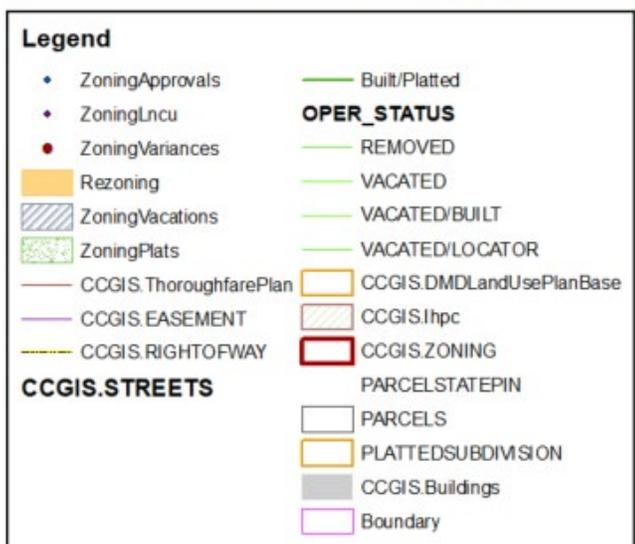 Legend
ZoningApprovals
ZoningLncu
ZoningVariances
Rezoning
ZoningVacations
ZoningPlats
CCGIS.ThoroughfarePlan
CCGIS.EASEMENT
CCGIS.RIGHTOFWAY
CCGIS.STREETS
Built/Platted
OPER_STATUS
REMOVED
VACATED
VACATED/BUILT
VACATED/LOCATOR
CCGIS.DMDLandUsePlanBase
CCGIS.Ihpc
CCGIS.ZONING
PARCELSTATEPIN
PARCELS
PLATTEDSUBDIVISION
CCGIS.Buildings
Boundary